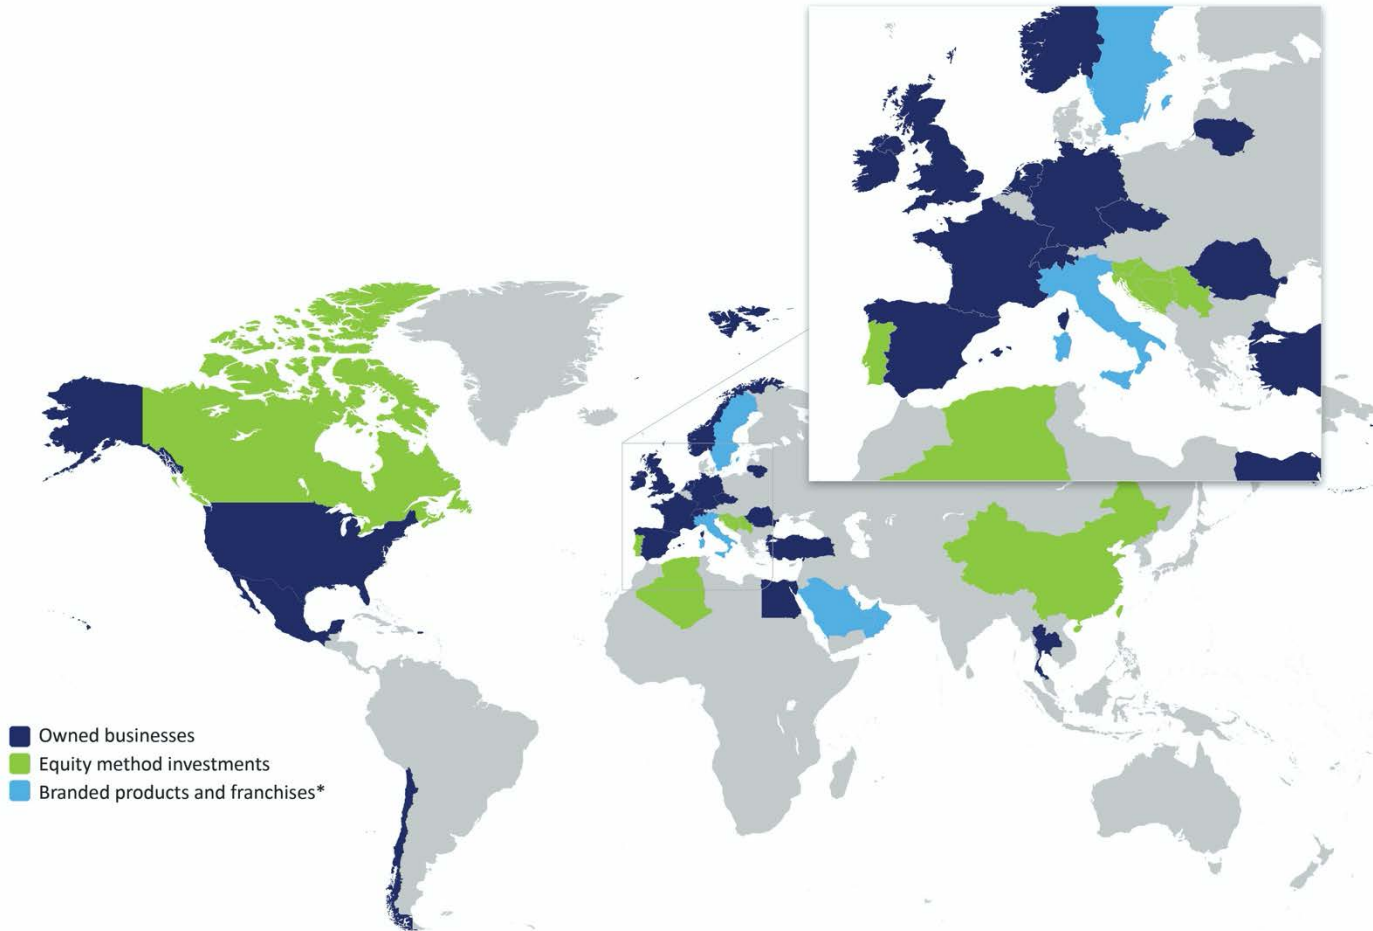 Owned businesses
Equity method investments
Branded products and franchises*